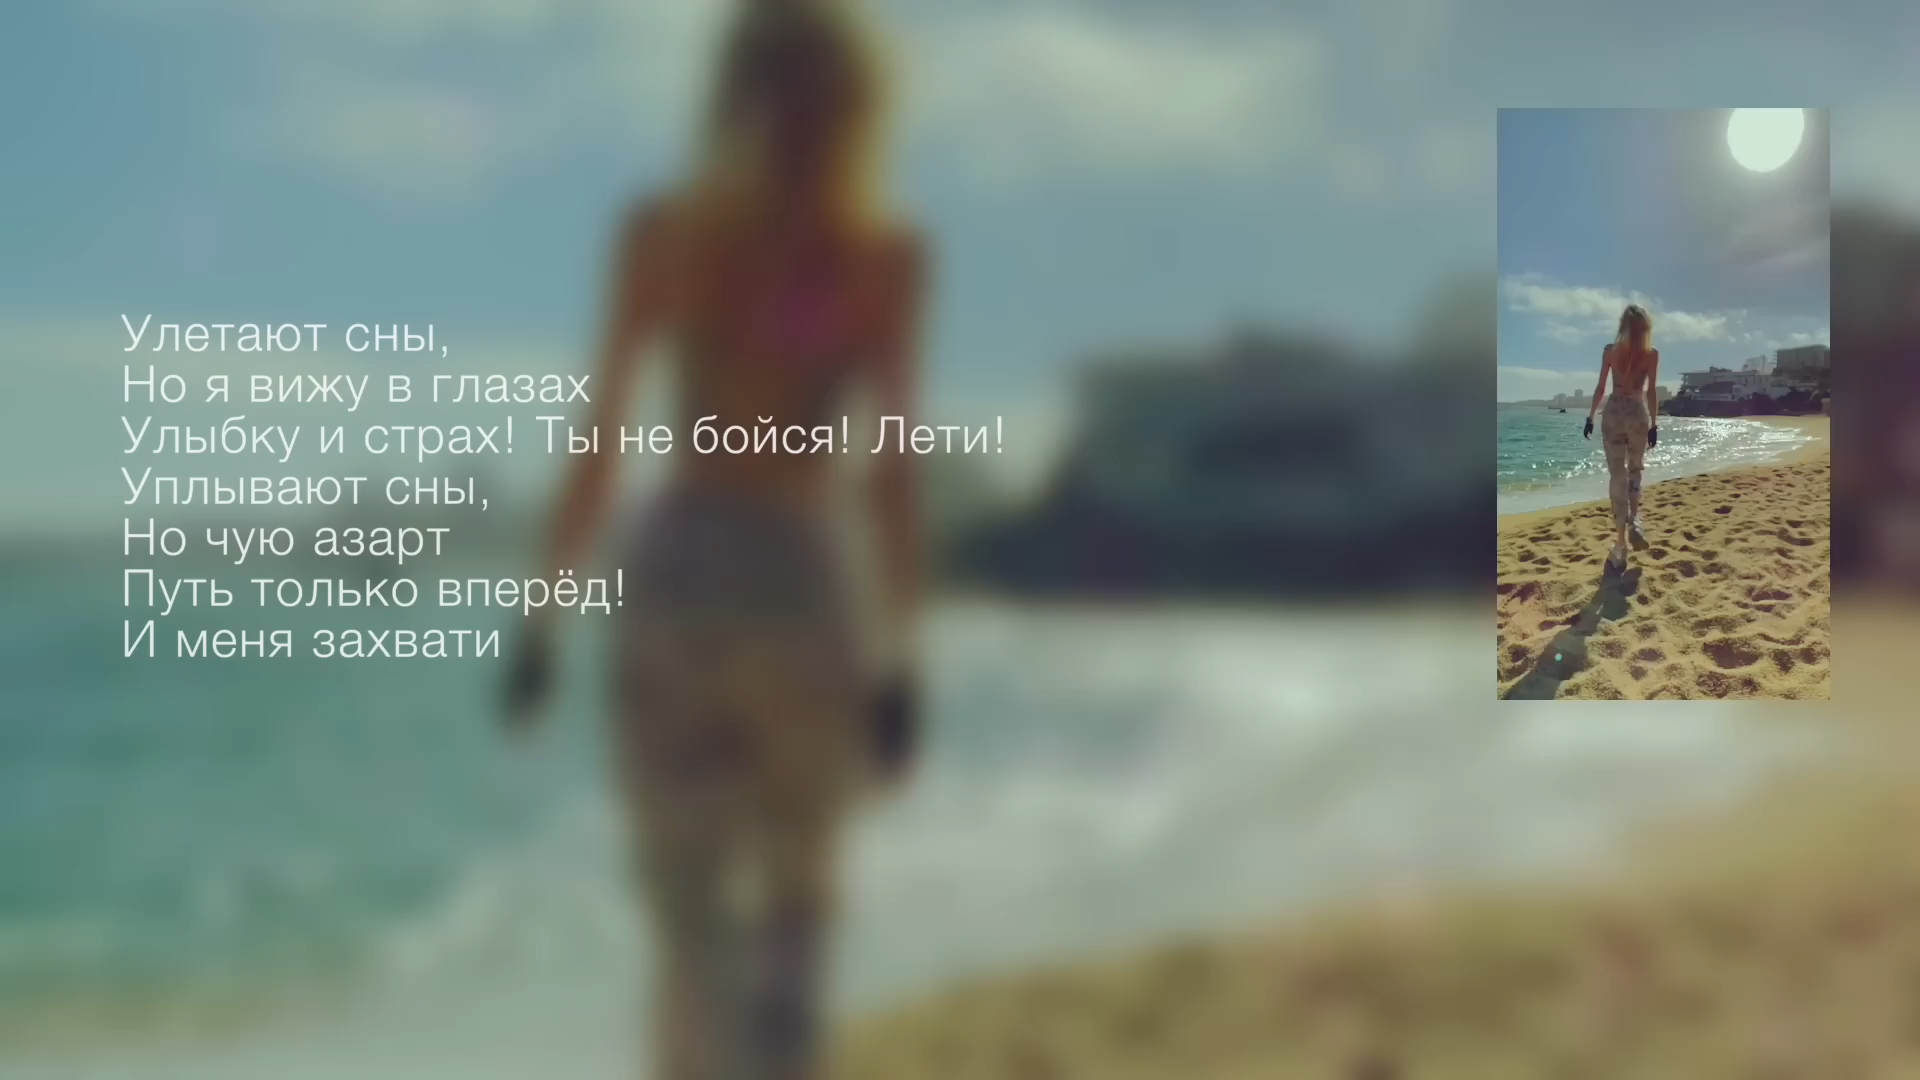 Улетают сны,
Но я вижу в глазах
Улыбку и страх! Ты не бойся! Лети!
Уплывают сны,
Но чую азарт
Путь только вперёд!
И меня захвати